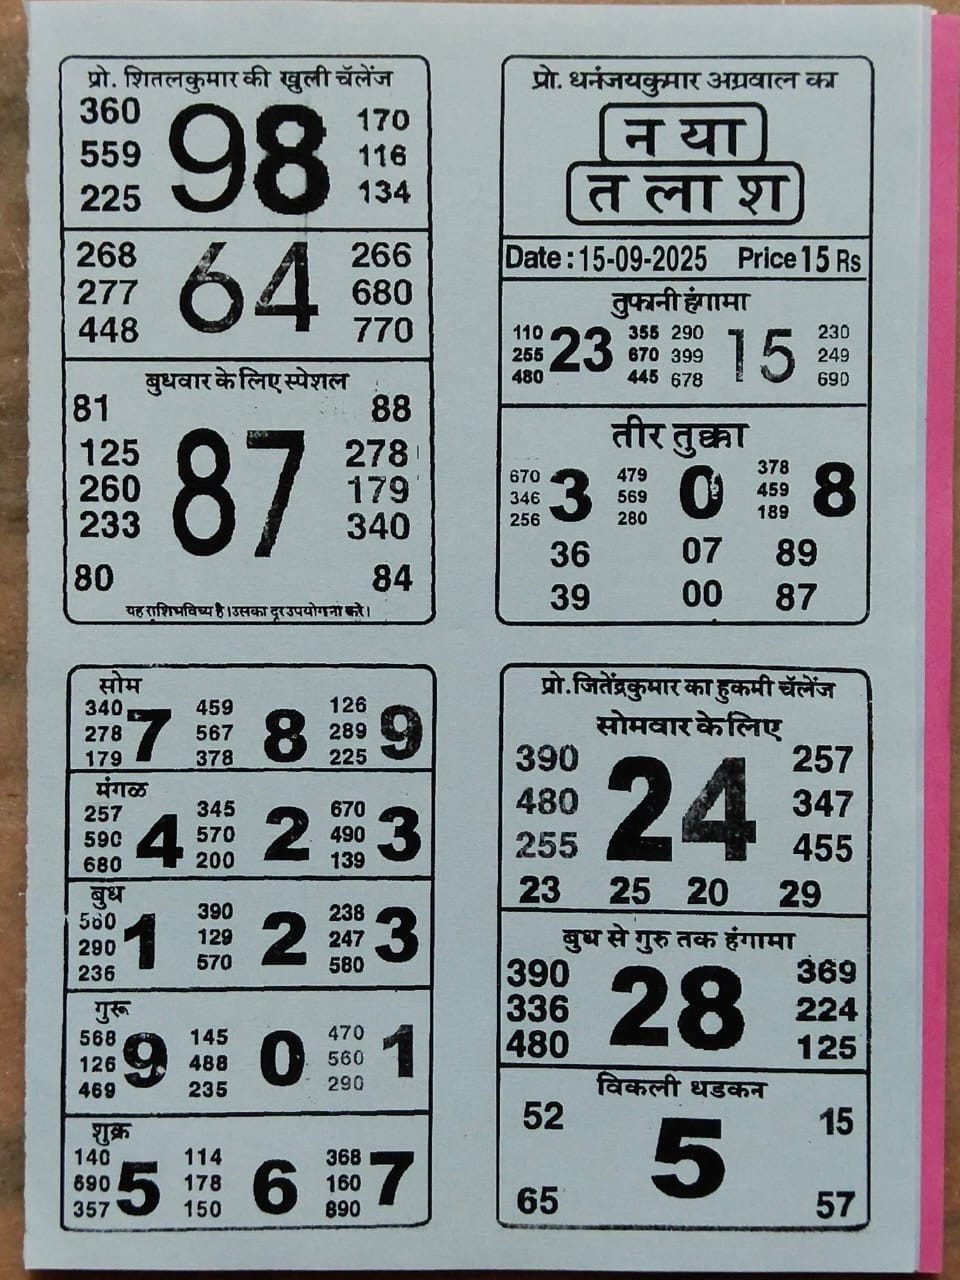 प्रो. शितलकुमार की खुली चॅलेंज
360 98 170
559 116
225 134
268 64 266
277 680
448 770
बुधवार के लिए स्पेशल
81 88
125 87 278
260 179
233 340
80 84
यह राशिभविष्य है। उसका दूरउपयोग ना करे।
प्रो. धनंजयकुमार अग्रवाल का
न या
त ला श
Date : 15-09-2025 Price 15 Rs
तुफानी हंगामा
110 23 355 290 15 230
255 670 399 249
480 445 678 690
तीर तुक्का
670 3 479 0 378 8
346 569 459
256 280 189
36 07 89
39 00 87
सोम
340 7 459 8 126 9
278 567 289
179 378 225
मंगळ
257 4 345 2 670 3
590 570 490
680 200 139
बुध
560 1 390 2 238 3
290 129 247
236 570 580
गुरू
568 9 145 0 470 1
126 488 560
469 235 290
शुक्र
140 5 114 6 368 7
690 178 160
357 150 890
प्रो. जितेंद्रकुमार का हुकमी चॅलेंज
सोमवार के लिए
390 24 257
480 347
255 455
23 25 20 29
बुध से गुरु तक हंगामा
390 28 369
336 224
480 125
विकली धडकन
52 5 15
65 57